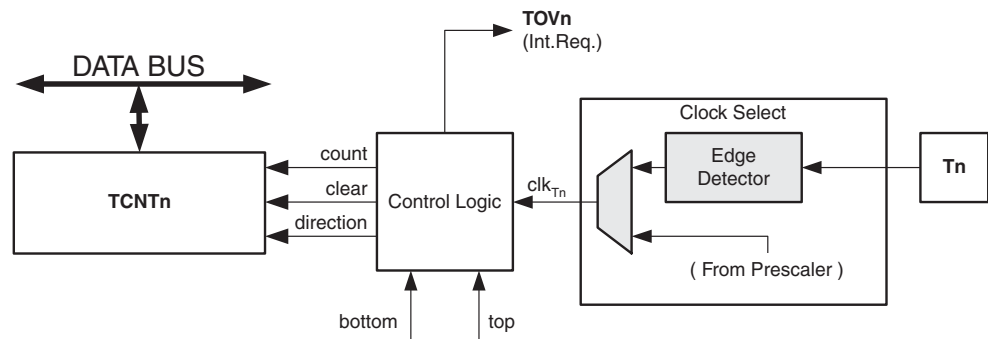 TOVn
(Int.Req.)
DATA BUS
Clock Select
count
Edge
Detector
Tn
TCNTn
clear
Control Logic
clkTn
direction
( From Prescaler )
bottom
top